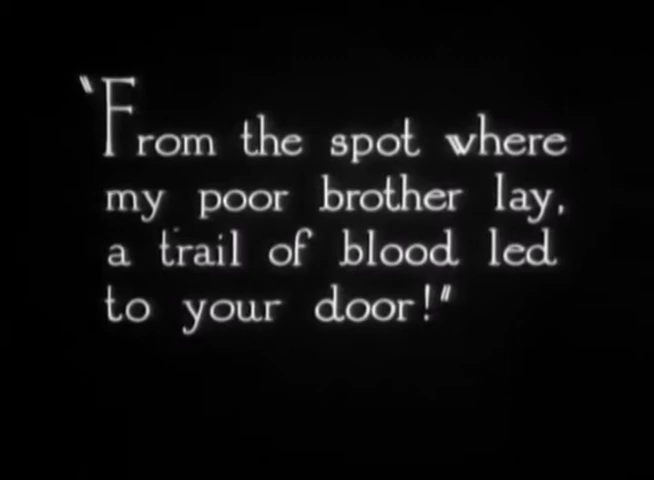 "From the spot where
my poor brother lay,
a trail of blood led
to your door!"